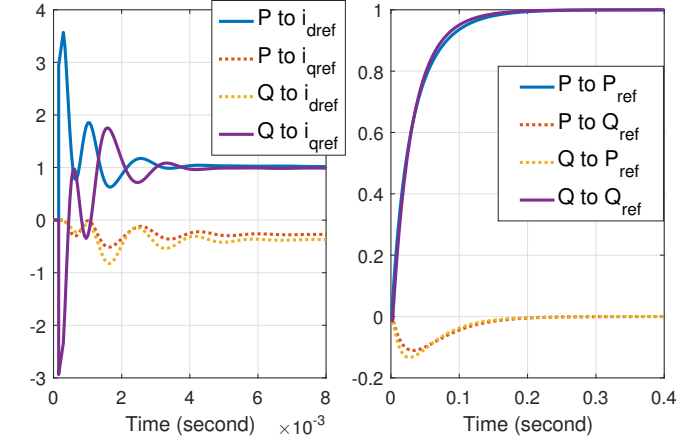 4
3
2
1
0
-1
-2
-3
0
2
4
6
8
Time (second)
×10⁻³
P to i_dref
P to i_qref
Q to i_dref
Q to i_qref
1
0.8
0.6
0.4
0.2
0
-0.2
0
0.1
0.2
0.3
0.4
Time (second)
P to P_ref
P to Q_ref
Q to P_ref
Q to Q_ref